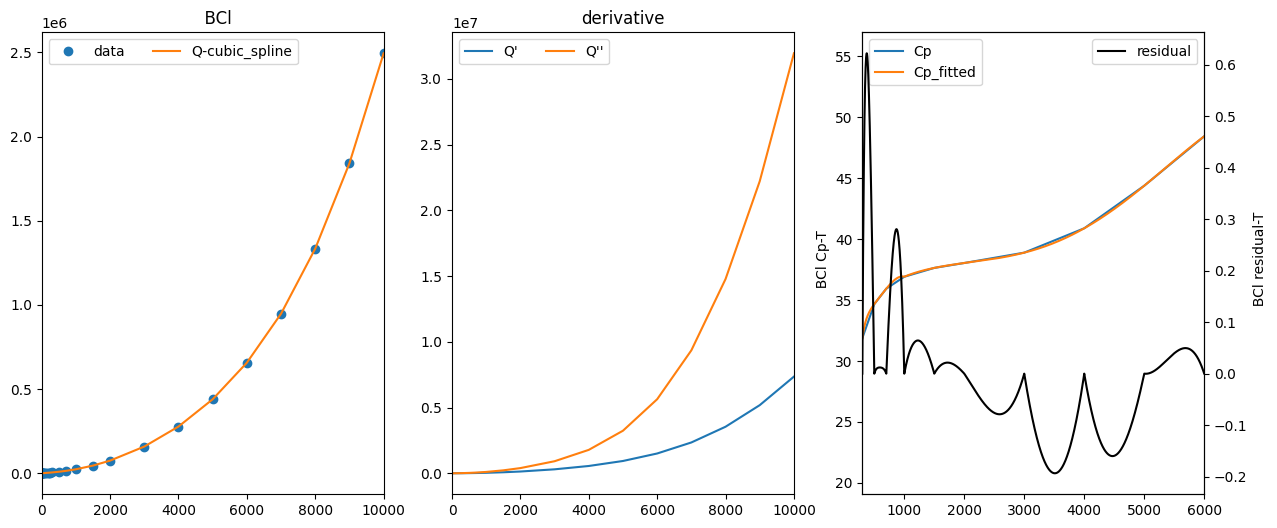 BCl
1e6
data
Q-cubic_spline
2.5
2.0
1.5
1.0
0.5
0.0
0 2000 4000 6000 8000 10000
derivative
1e7
Q'
Q''
3.0
2.5
2.0
1.5
1.0
0.5
0.0
0 2000 4000 6000 8000 10000
Cp
Cp_fitted
residual
BCl Cp-T
55
50
45
40
35
30
25
20
1000 2000 3000 4000 5000 6000
0.6
0.5
0.4
0.3
0.2
0.1
0.0
−0.1
−0.2
BCl residual-T